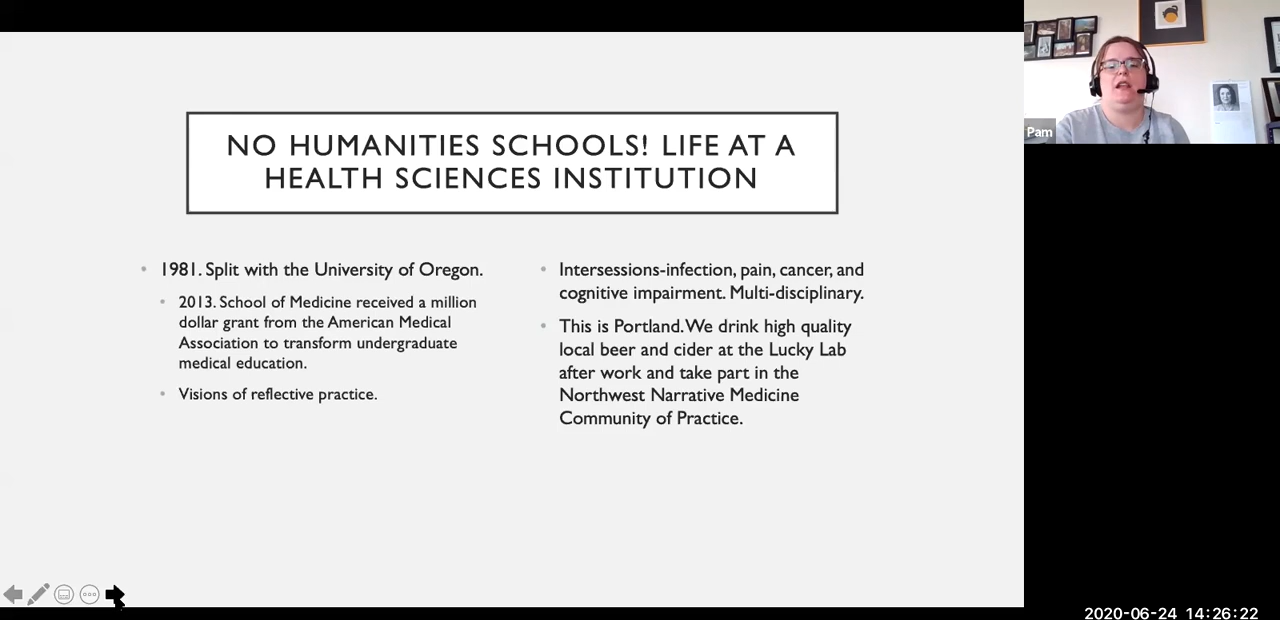 NO HUMANITIES SCHOOLS! LIFE AT A
HEALTH SCIENCES INSTITUTION
• 1981. Split with the University of Oregon.
• 2013. School of Medicine received a million
dollar grant from the American Medical
Association to transform undergraduate
medical education.
• Visions of reflective practice.
• Intersessions-infection, pain, cancer, and
cognitive impairment. Multi-disciplinary.
• This is Portland. We drink high quality
local beer and cider at the Lucky Lab
after work and take part in the
Northwest Narrative Medicine
Community of Practice.
Pam
2020-06-24 14:26:22